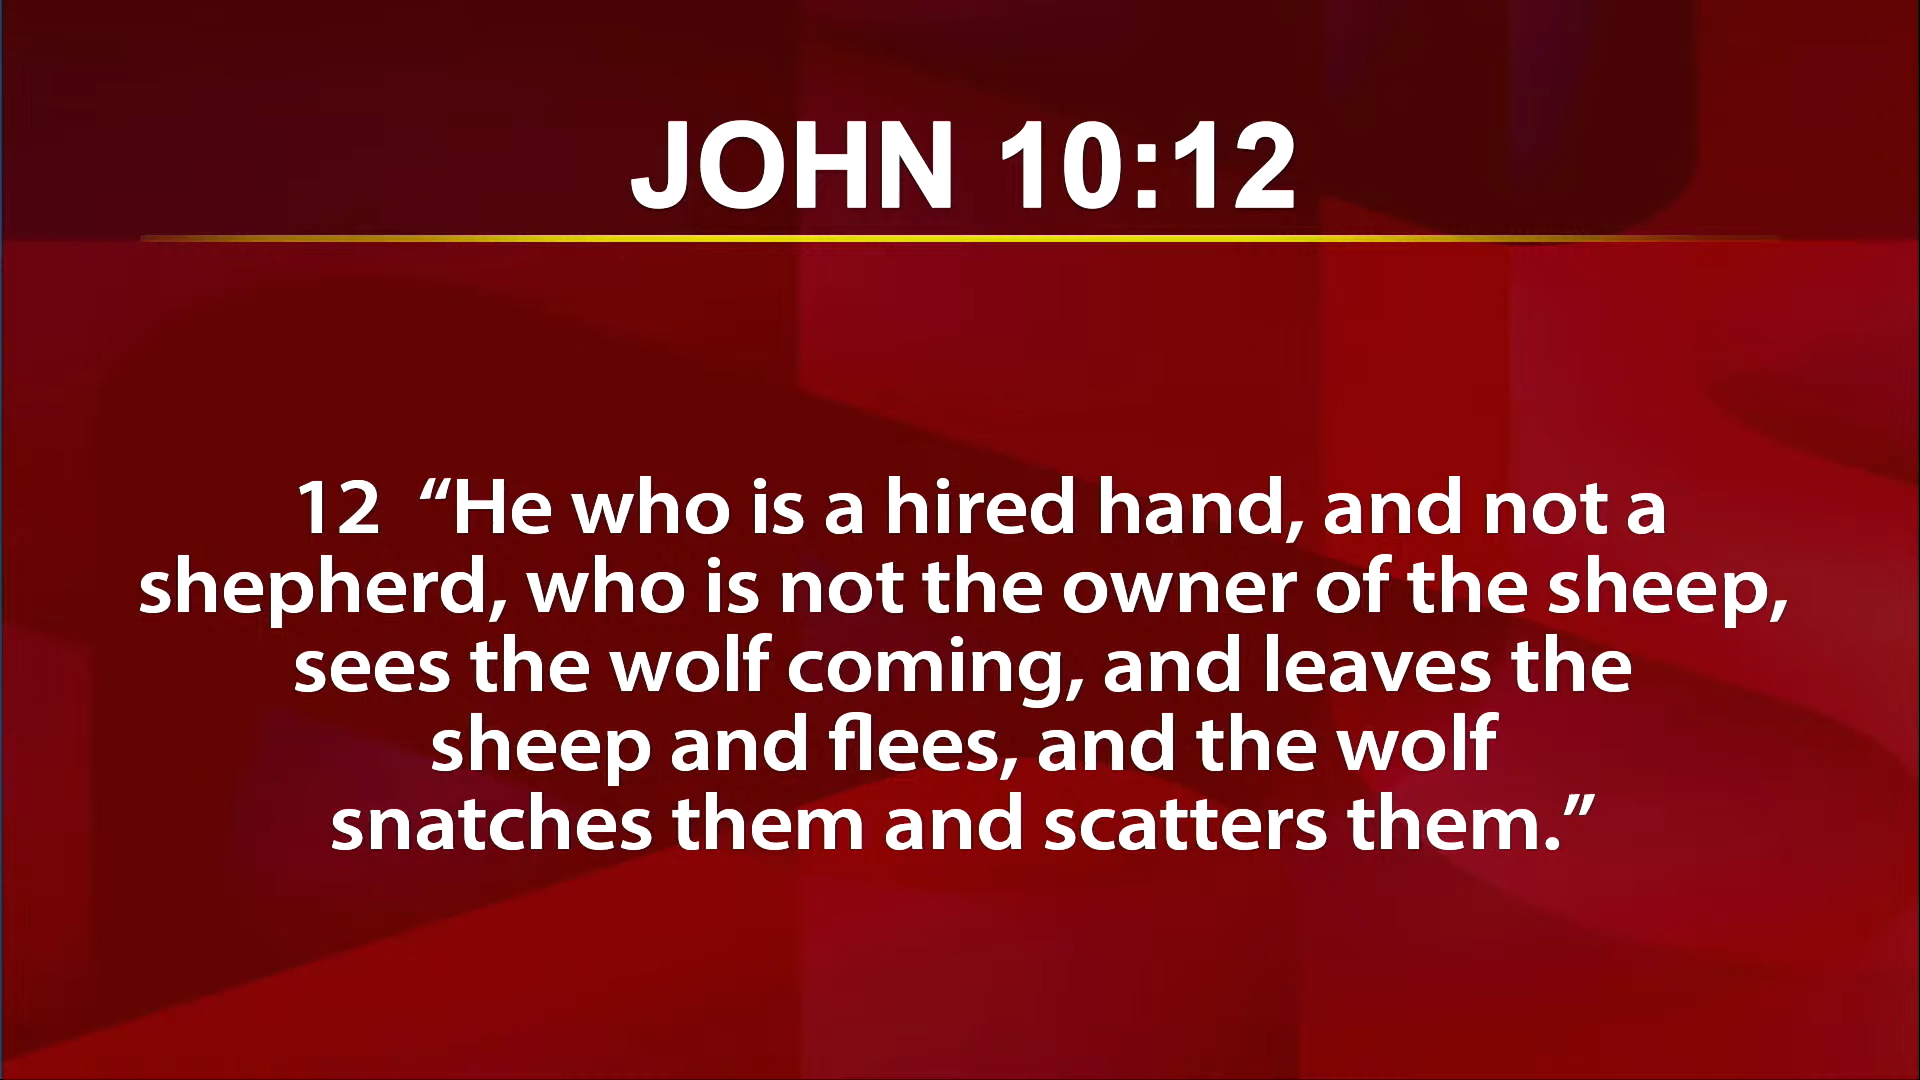 JOHN 10:12
12 “He who is a hired hand, and not a
shepherd, who is not the owner of the sheep,
sees the wolf coming, and leaves the
sheep and flees, and the wolf
snatches them and scatters them.”